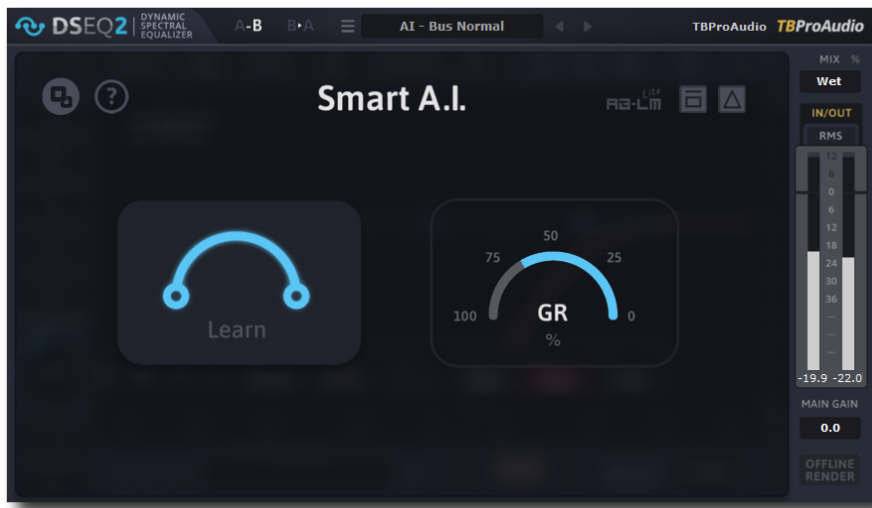 DSEQ2 DYNAMIC
SPECTRAL
EQUALIZER
A-B
B▸A
AI - Bus Normal
TBProAudio
TBProAudio
MIX %
Wet
?
Smart A.I.
AB-LM Lite
IN/OUT
RMS
12
6
0
6
12
18
24
30
36
-19.9 -22.0
Learn
50
75
25
100
GR
0
%
MAIN GAIN
0.0
OFFLINE
RENDER